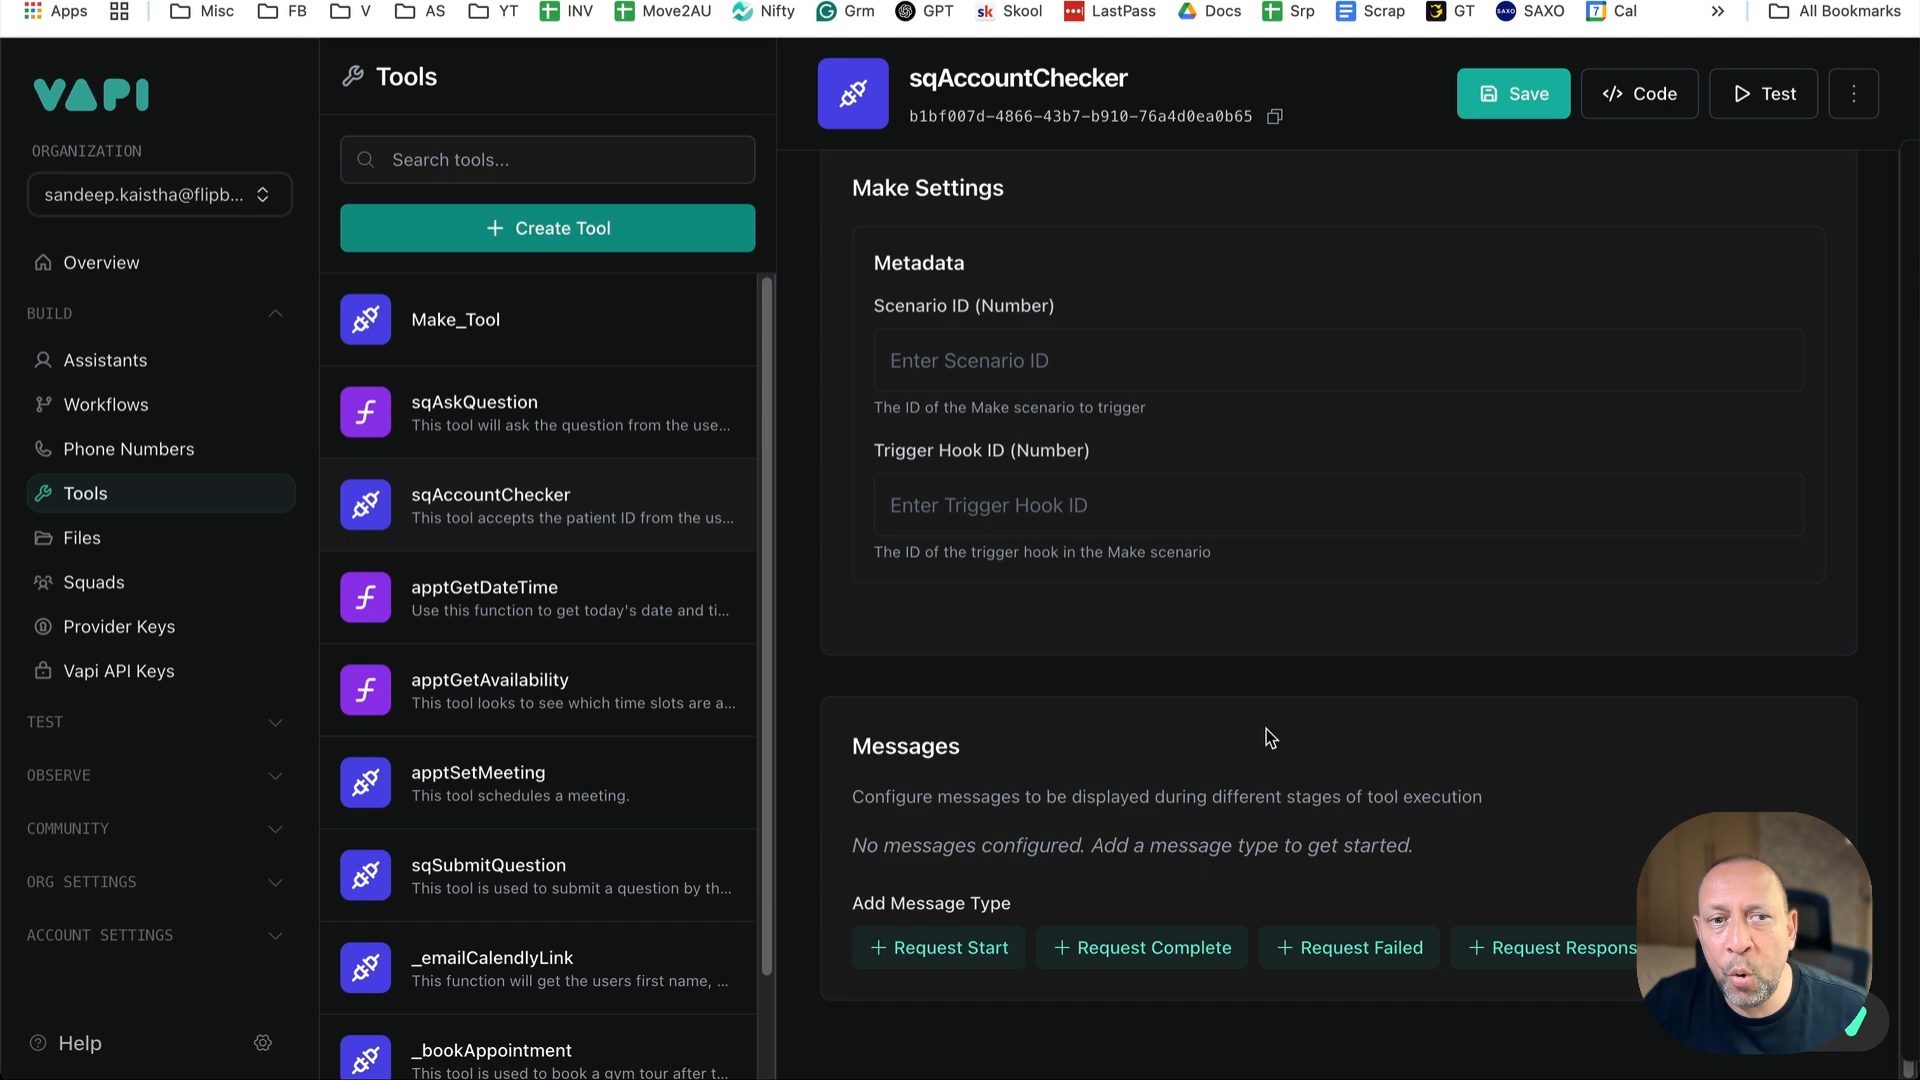 Apps
Misc
FB
V
AS
YT
INV
Move2AU
Nifty
Grm
GPT
sk Skool
LastPass
Docs
Srp
Scrap
GT
SAXO SAXO
7 Cal
All Bookmarks
VAPI
ORGANIZATION
sandeep.kaistha@flipb...
Overview
BUILD
Assistants
Workflows
Phone Numbers
Tools
Files
Squads
Provider Keys
Vapi API Keys
TEST
OBSERVE
COMMUNITY
ORG SETTINGS
ACCOUNT SETTINGS
Help
Tools
Search tools...
+ Create Tool
Make_Tool
sqAskQuestion
This tool will ask the question from the use...
sqAccountChecker
This tool accepts the patient ID from the us...
apptGetDateTime
Use this function to get today's date and ti...
apptGetAvailability
This tool looks to see which time slots are a...
apptSetMeeting
This tool schedules a meeting.
sqSubmitQuestion
This tool is used to submit a question by th...
_emailCalendlyLink
This function will get the users first name, ...
_bookAppointment
This tool is used to book a gym tour after t...
sqAccountChecker
b1bf007d-4866-43b7-b910-76a4d0ea0b65
Save
</> Code
Test
Make Settings
Metadata
Scenario ID (Number)
Enter Scenario ID
The ID of the Make scenario to trigger
Trigger Hook ID (Number)
Enter Trigger Hook ID
The ID of the trigger hook in the Make scenario
Messages
Configure messages to be displayed during different stages of tool execution
No messages configured. Add a message type to get started.
Add Message Type
+ Request Start
+ Request Complete
+ Request Failed
+ Request Respons